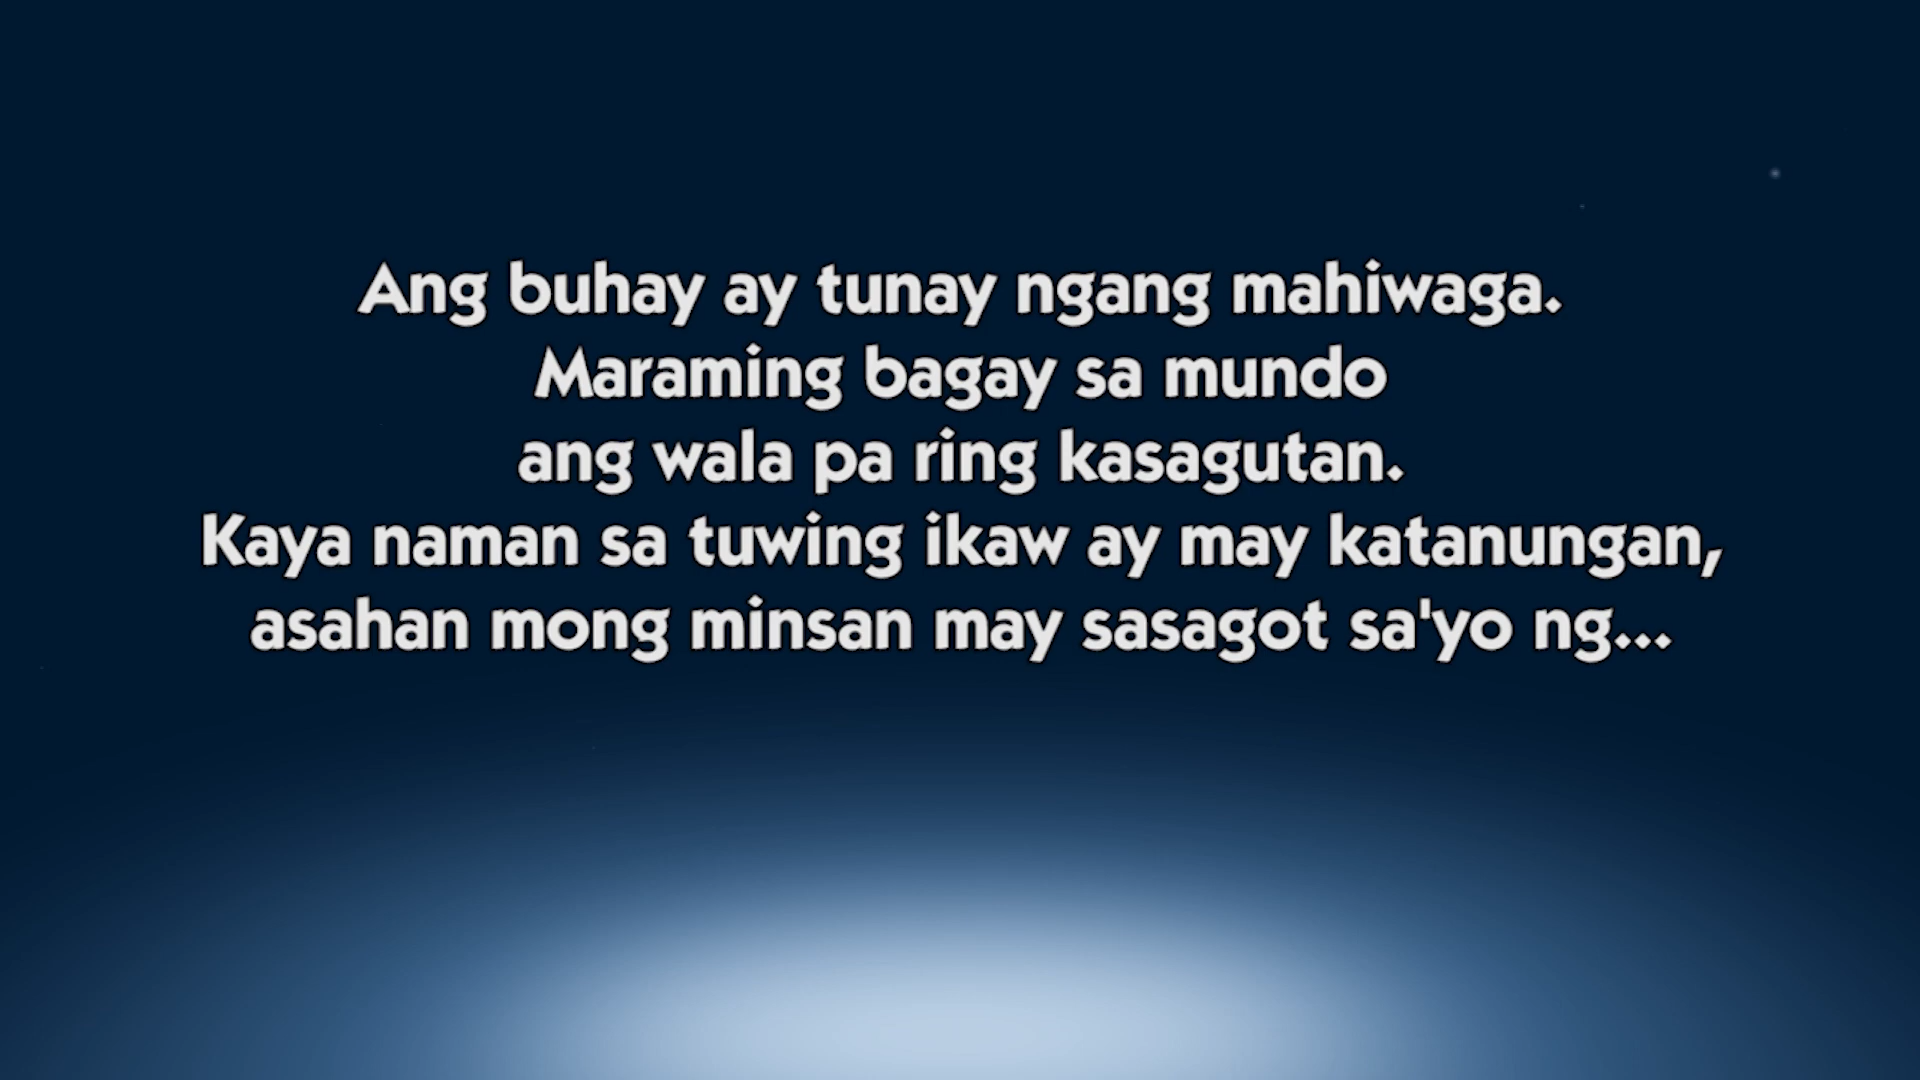 Ang buhay ay tunay ngang mahiwaga.
Maraming bagay sa mundo
ang wala pa ring kasagutan.
Kaya naman sa tuwing ikaw ay may katanungan,
asahan mong minsan may sasagot sa'yo ng...